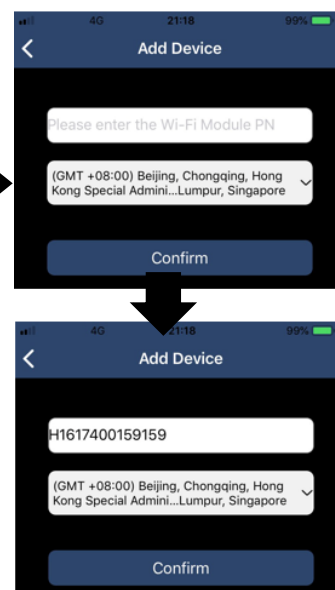 4G 21:18 99%
Add Device
Please enter the Wi-Fi Module PN
(GMT +08:00) Beijing, Chongqing, Hong
Kong Special Admini...Lumpur, Singapore
Confirm
4G 21:18 99%
Add Device
H1617400159159
(GMT +08:00) Beijing, Chongqing, Hong
Kong Special Admini...Lumpur, Singapore
Confirm